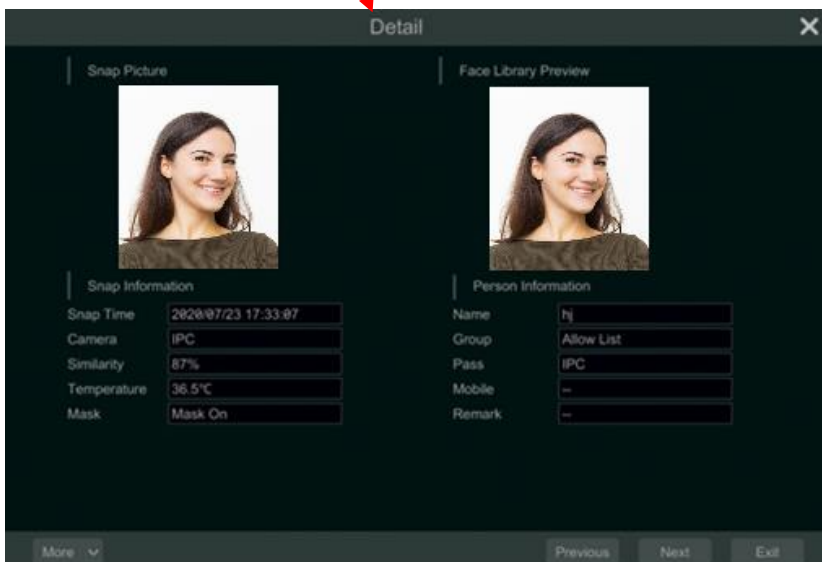 Detail
Snap Picture
Face Library Preview
Snap Information
Snap Time 2020/07/23 17:33:07
Camera IPC
Similarity 87%
Temperature 36.5°C
Mask Mask On
Person Information
Name hj
Group Allow List
Pass IPC
Mobile --
Remark --
More
Previous
Next
Exit